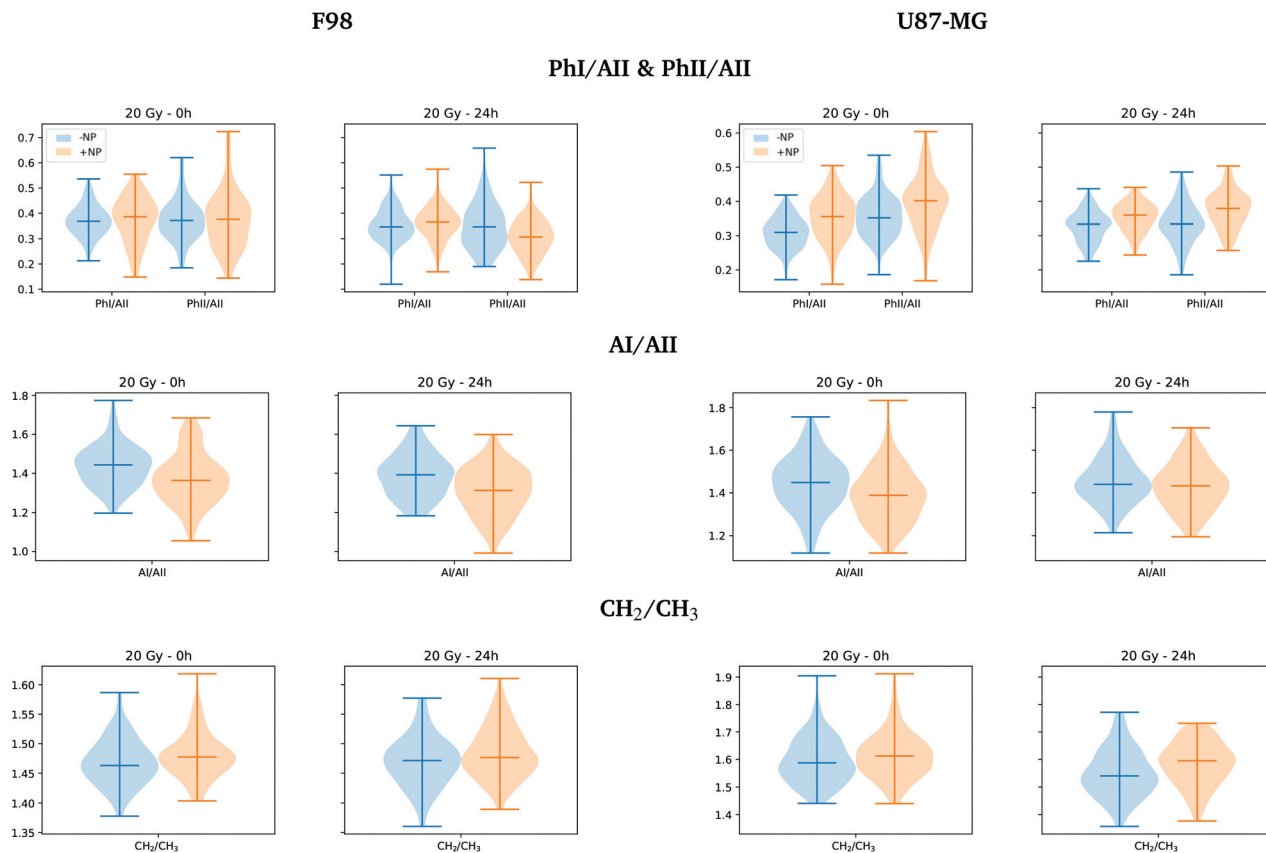 F98 U87-MG
PhI/AII & PhII/AII
20 Gy - 0h 20 Gy - 24h 20 Gy - 0h 20 Gy - 24h
-NP
+NP
0.7
0.6
0.5
0.4
0.3
0.2
0.1
-NP
+NP
0.6
0.5
0.4
0.3
0.2
PhI/AII PhII/AII PhI/AII PhII/AII PhI/AII PhII/AII PhI/AII PhII/AII
AI/AII
20 Gy - 0h 20 Gy - 24h 20 Gy - 0h 20 Gy - 24h
1.8
1.6
1.4
1.2
1.0
1.8
1.6
1.4
1.2
AI/AII AI/AII AI/AII AI/AII
CH₂/CH₃
20 Gy - 0h 20 Gy - 24h 20 Gy - 0h 20 Gy - 24h
1.60
1.55
1.50
1.45
1.40
1.35
1.9
1.8
1.7
1.6
1.5
1.4
CH₂/CH₃ CH₂/CH₃ CH₂/CH₃ CH₂/CH₃